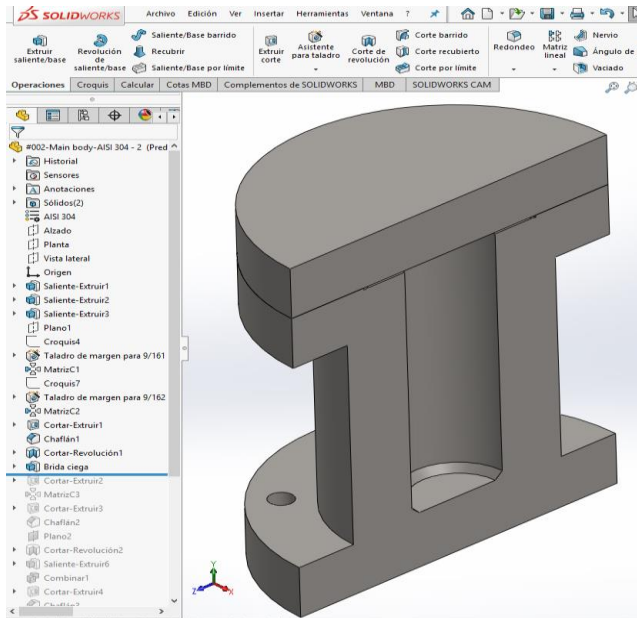 SOLIDWORKS Archivo Edición Ver Insertar Herramientas Ventana ?
Extruir saliente/base
Revolución de saliente/base
Saliente/Base barrido
Recubrir
Saliente/Base por límite
Extruir corte
Asistente para taladro
Corte de revolución
Corte barrido
Corte recubierto
Corte por límite
Redondeo
Matriz lineal
Nervio
Ángulo de
Vaciado
Operaciones Croquis Calcular Cotas MBD Complementos de SOLIDWORKS MBD SOLIDWORKS CAM
#002-Main body-AISI 304 - 2 (Pred
Historial
Sensores
Anotaciones
Sólidos(2)
AISI 304
Alzado
Planta
Vista lateral
Origen
Saliente-Extruir1
Saliente-Extruir2
Saliente-Extruir3
Plano1
Croquis4
Taladro de margen para 9/161
MatrizC1
Croquis7
Taladro de margen para 9/162
MatrizC2
Cortar-Extruir1
Chaflán1
Cortar-Revolución1
Brida ciega
Cortar-Extruir2
MatrizC3
Cortar-Extruir3
Chaflán2
Plano2
Cortar-Revolución2
Saliente-Extruir6
Combinar1
Cortar-Extruir4
Y
Z
X